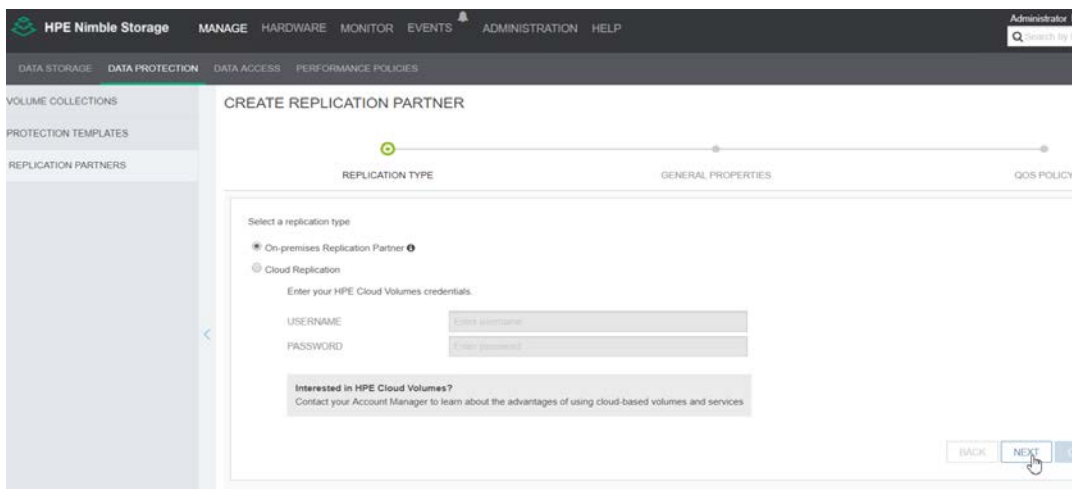 HPE Nimble Storage MANAGE HARDWARE MONITOR EVENTS ADMINISTRATION HELP
Administrator
Search by
DATA STORAGE DATA PROTECTION DATA ACCESS PERFORMANCE POLICIES
VOLUME COLLECTIONS
PROTECTION TEMPLATES
REPLICATION PARTNERS
CREATE REPLICATION PARTNER
REPLICATION TYPE GENERAL PROPERTIES QOS POLICY
Select a replication type
On-premises Replication Partner
Cloud Replication
Enter your HPE Cloud Volumes credentials.
USERNAME Enter username
PASSWORD Enter password
Interested in HPE Cloud Volumes?
Contact your Account Manager to learn about the advantages of using cloud-based volumes and services
BACK NEXT